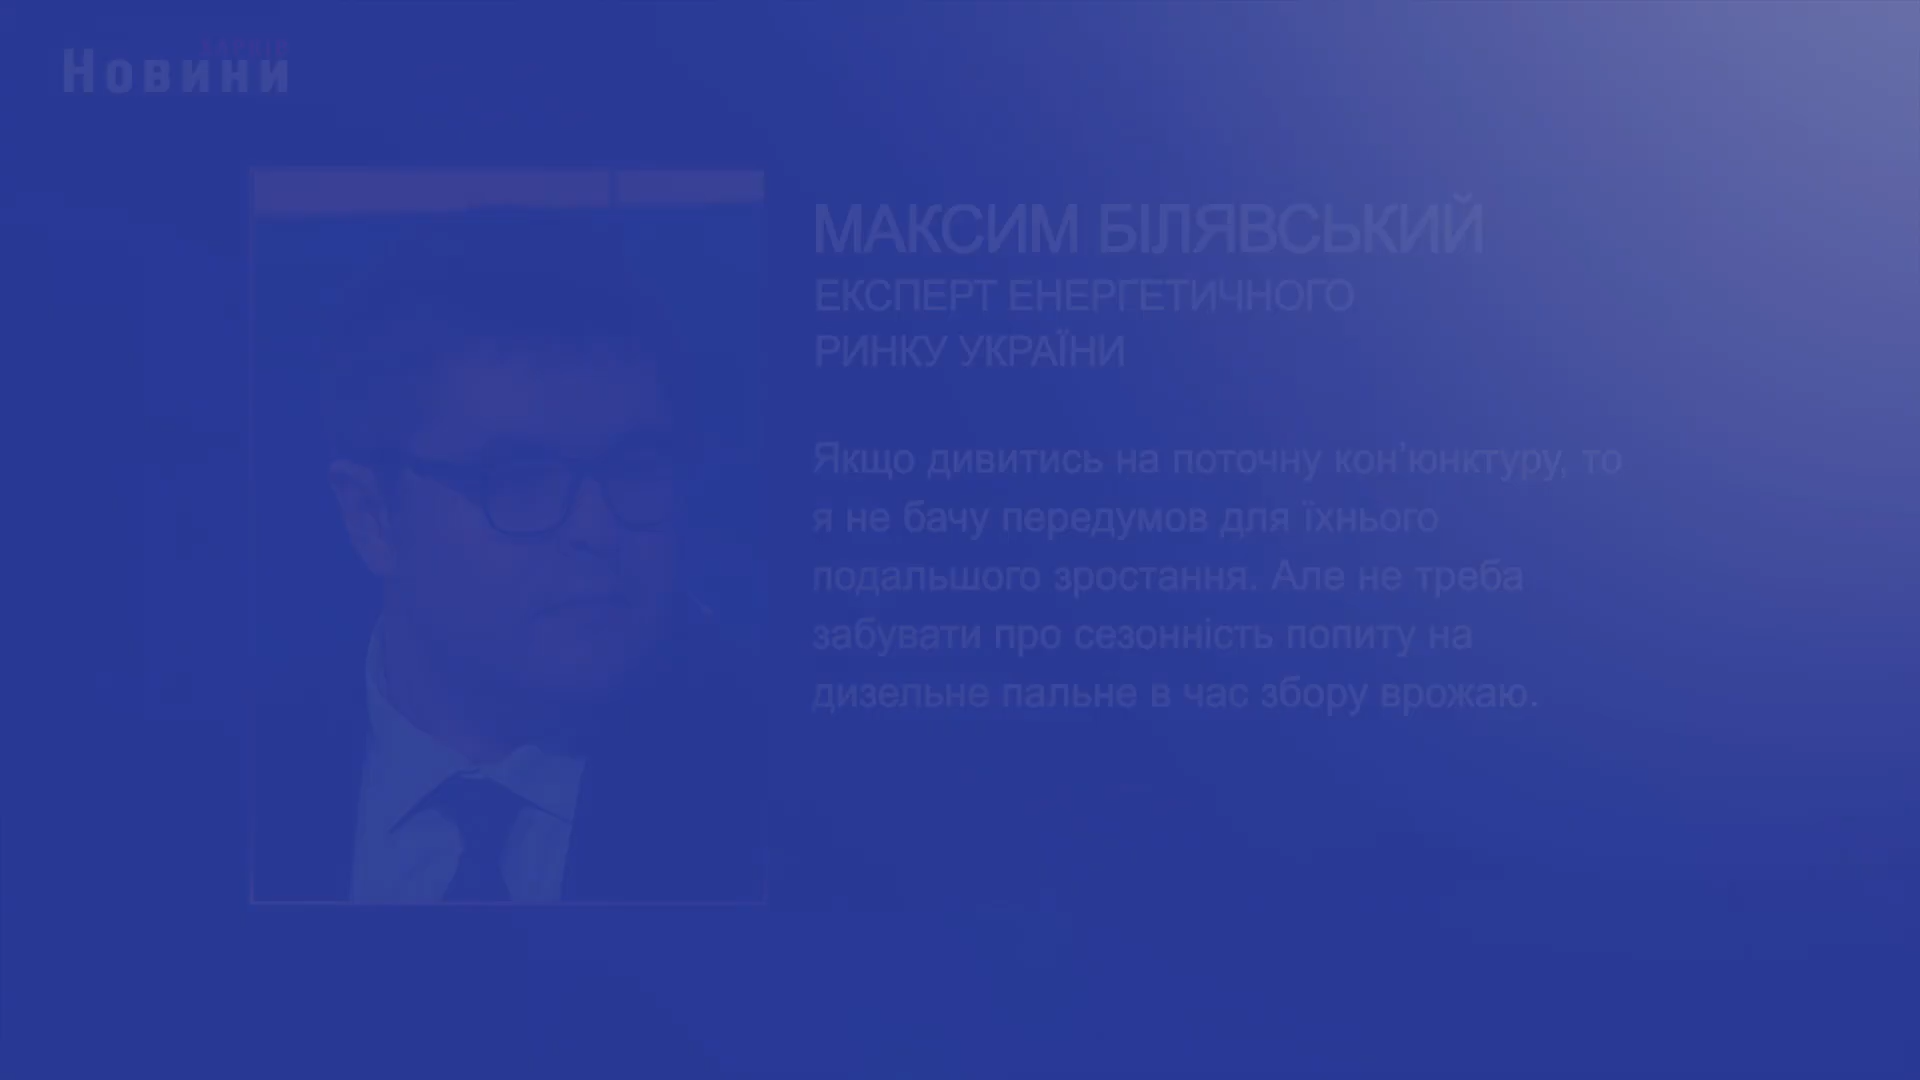 Новини
МАКСИМ БІЛЯВСЬКИЙ
ЕКСПЕРТ ЕНЕРГЕТИЧНОГО
РИНКУ УКРАЇНИ
Якщо дивитись на поточну кон’юнктуру, то
я не бачу передумов для їхнього
подальшого зростання. Але не треба
забувати про сезонність попиту на
дизельне пальне в час збору врожаю.